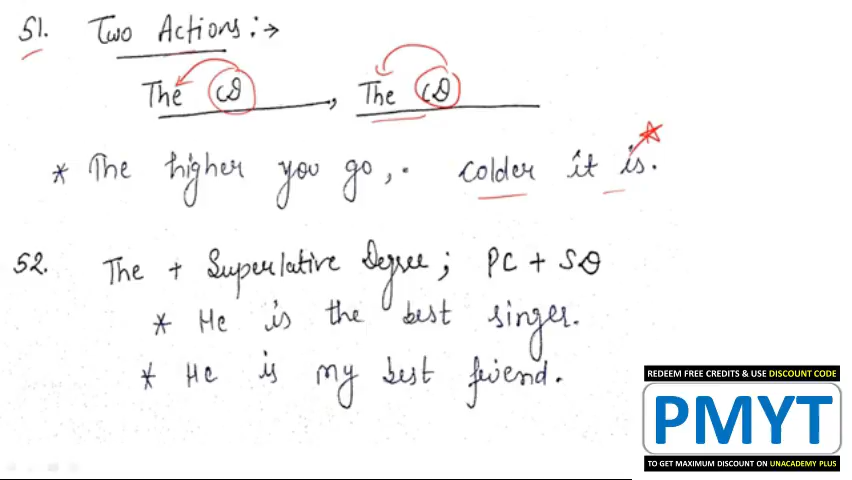 51. Two Actions :→
The CD , The CD
* The higher you go, . colder it is.
52. The + Superlative Degree ; PC + SD
* He is the best singer.
* He is my best friend.
REDEEM FREE CREDITS & USE DISCOUNT CODE
PMYT
TO GET MAXIMUM DISCOUNT ON UNACADEMY PLUS